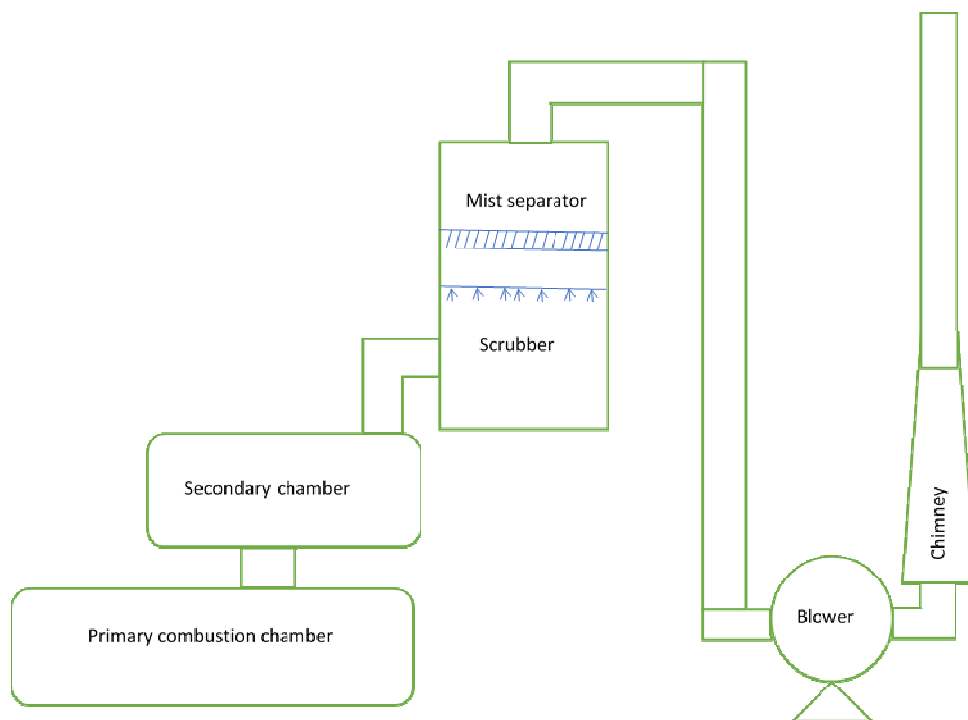 Mist separator
Scrubber
Secondary chamber
Primary combustion chamber
Blower
Chimney